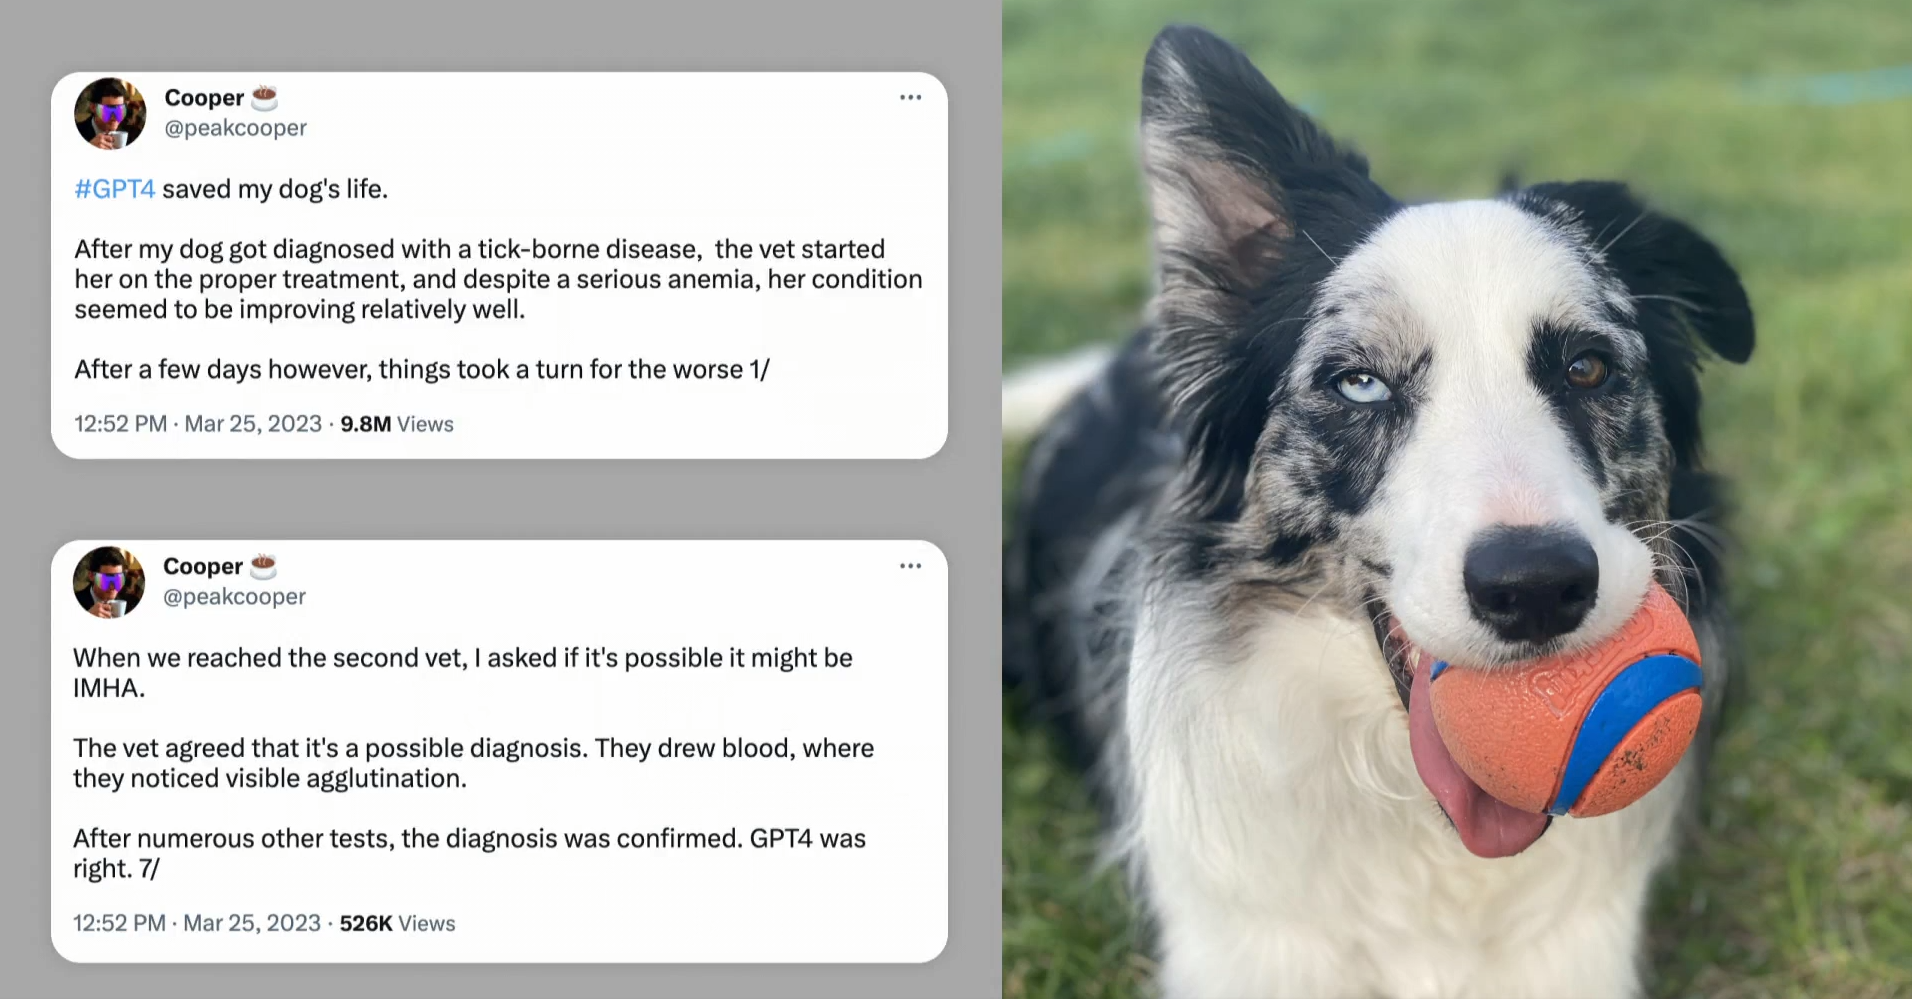 Cooper ☕
@peakcooper
#GPT4 saved my dog's life.
After my dog got diagnosed with a tick-borne disease,  the vet started
her on the proper treatment, and despite a serious anemia, her condition
seemed to be improving relatively well.
After a few days however, things took a turn for the worse 1/
12:52 PM · Mar 25, 2023 · 9.8M Views
Cooper ☕
@peakcooper
When we reached the second vet, I asked if it's possible it might be
IMHA.
The vet agreed that it's a possible diagnosis. They drew blood, where
they noticed visible agglutination.
After numerous other tests, the diagnosis was confirmed. GPT4 was
right. 7/
12:52 PM · Mar 25, 2023 · 526K Views